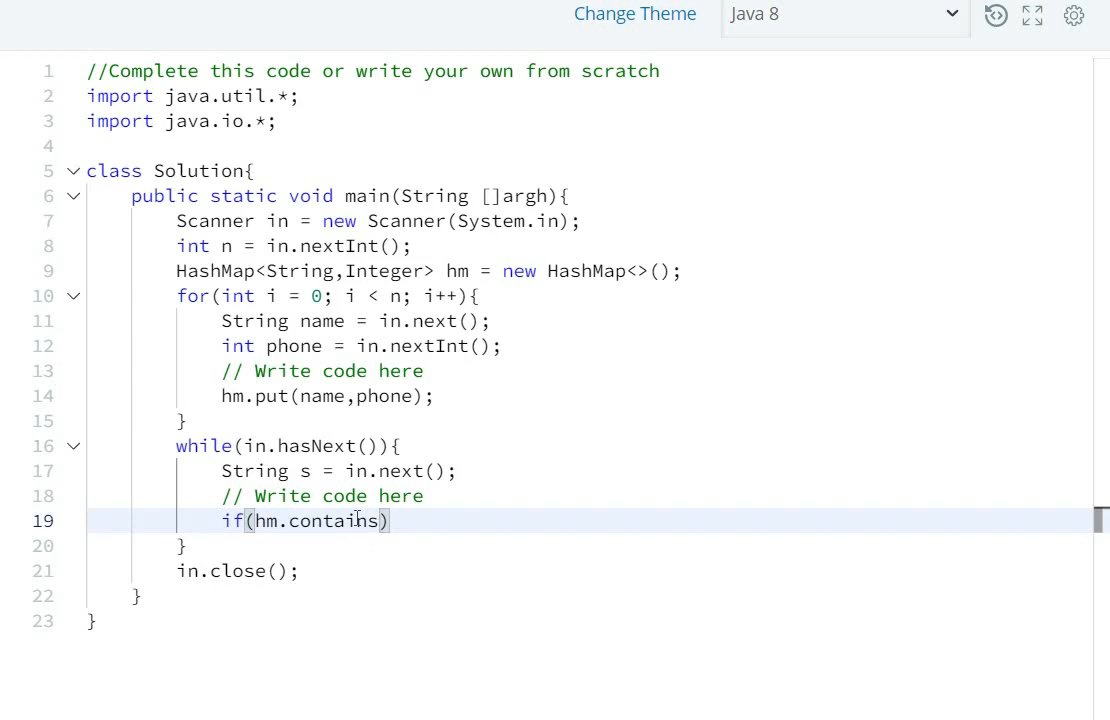 Change Theme Java 8
1 //Complete this code or write your own from scratch
2 import java.util.*;
3 import java.io.*;
4
5 class Solution{
6 public static void main(String []argh){
7 Scanner in = new Scanner(System.in);
8 int n = in.nextInt();
9 HashMap<String,Integer> hm = new HashMap<>();
10 for(int i = 0; i < n; i++){
11 String name = in.next();
12 int phone = in.nextInt();
13 // Write code here
14 hm.put(name,phone);
15 }
16 while(in.hasNext()){
17 String s = in.next();
18 // Write code here
19 if(hm.contains)
20 }
21 in.close();
22 }
23 }